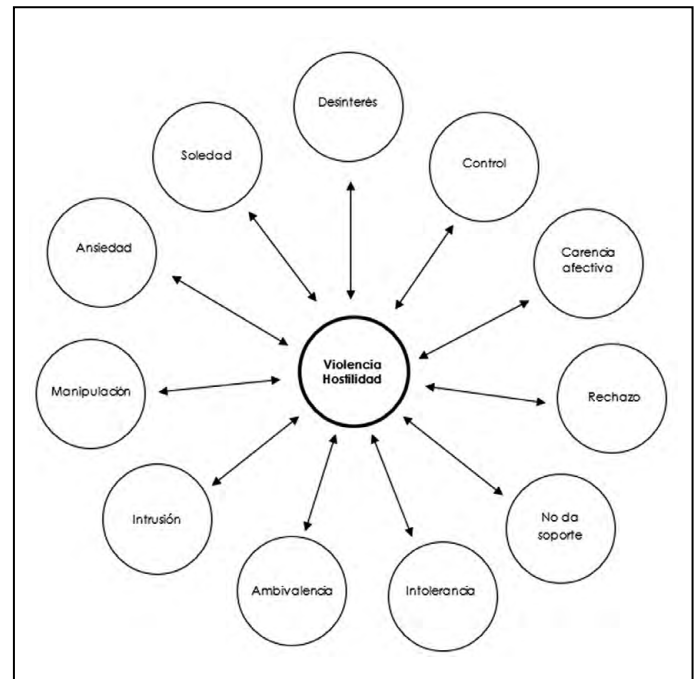 Desinterés
Soledad
Control
Ansiedad
Carencia
afectiva
Violencia
Hostilidad
Manipulación
Rechazo
Intrusión
No da
soporte
Ambivalencia
Intolerancia